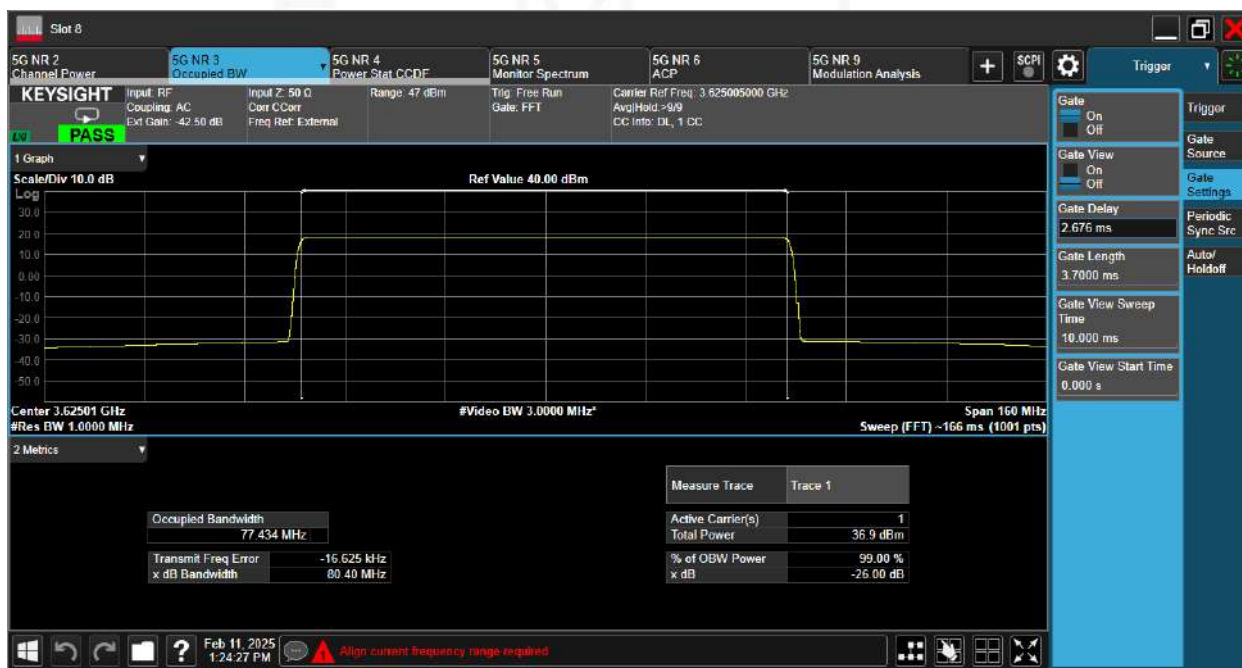 Slot 8
5G NR 2
Channel Power
5G NR 3
Occupied BW
5G NR 4
Power Stat CCDF
5G NR 5
Monitor Spectrum
5G NR 6
ACP
5G NR 9
Modulation Analysis
SCPI
Trigger
KEYSIGHT
LXI
PASS
Input: RF
Coupling: AC
Ext Gain: -42.50 dB
Input Z: 50 Ω
Corr CCorr
Freq Ref: External
Range: 47 dBm
Trig: Free Run
Gate: FFT
Carrier Ref Freq: 3.625005000 GHz
Avg|Hold:>9/9
CC Info: DL, 1 CC
1 Graph
Scale/Div 10.0 dB
Ref Value 40.00 dBm
Log
30.0
20.0
10.0
0.00
-10.0
-20.0
-30.0
-40.0
-50.0
Center 3.62501 GHz
#Video BW 3.0000 MHz*
Span 160 MHz
#Res BW 1.0000 MHz
Sweep (FFT) ~166 ms (1001 pts)
2 Metrics
Measure Trace Trace 1
Occupied Bandwidth
77.434 MHz
Active Carrier(s) 1
Total Power 36.9 dBm
Transmit Freq Error -16.625 kHz
x dB Bandwidth 80.40 MHz
% of OBW Power 99.00 %
x dB -26.00 dB
Gate
On
Off
Gate View
On
Off
Gate Delay
2.676 ms
Gate Length
3.7000 ms
Gate View Sweep
Time
10.000 ms
Gate View Start Time
0.000 s
Trigger
Gate
Source
Gate
Settings
Periodic
Sync Src
Auto/
Holdoff
?
Feb 11, 2025
1:24:27 PM
Align current frequency range required